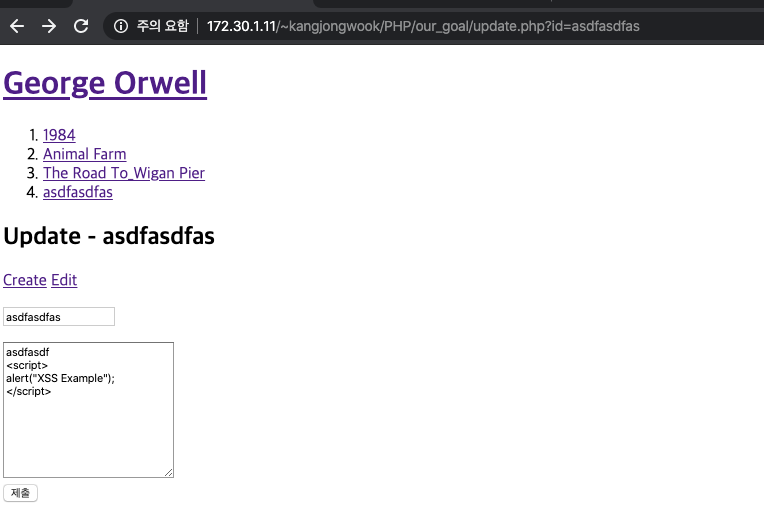 주의 요함 172.30.1.11/~kangjongwook/PHP/our_goal/update.php?id=asdfasdfas
George Orwell
1. 1984
2. Animal Farm
3. The Road To_Wigan Pier
4. asdfasdfas
Update - asdfasdfas
Create Edit
asdfasdfas
asdfasdf
<script>
alert("XSS Example");
</script>
제출